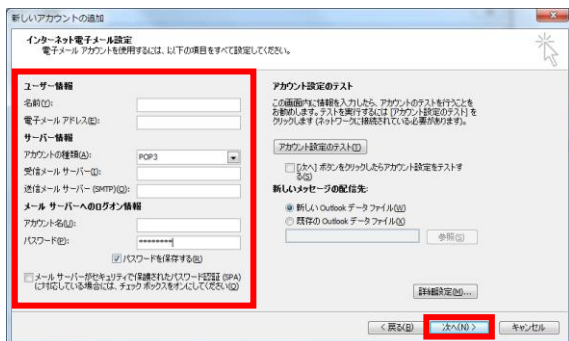 新しいアカウントの追加
インターネット電子メール設定
電子メール アカウントを使用するには、以下の項目をすべて設定してください。
ユーザー情報
名前(Y):
電子メール アドレス(E):
サーバー情報
アカウントの種類(A):
POP3
受信メール サーバー(I):
送信メール サーバー (SMTP)(O):
メール サーバーへのログオン情報
アカウント名(U):
パスワード(P):
********
パスワードを保存する(R)
メール サーバーがセキュリティで保護されたパスワード認証 (SPA)
に対応している場合には、チェック ボックスをオンにしてください(Q)
アカウント設定のテスト
この画面内に情報を入力したら、アカウントのテストを行うことを
お勧めします。テストを実行するには [アカウント設定のテスト] を
クリックします (ネットワークに接続されている必要があります)。
アカウント設定のテスト(T)
[次へ] ボタンをクリックしたらアカウント設定をテストす
る(S)
新しいメッセージの配信先:
新しい Outlook データ ファイル(W)
既存の Outlook データ ファイル(X)
参照(S)
詳細設定(M)...
< 戻る(B)
次へ(N) >
キャンセル